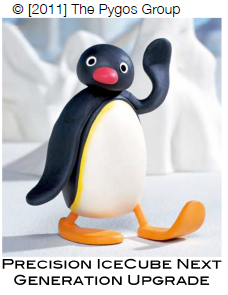 © [2011] The Pygos Group
PRECISION ICECUBE NEXT
GENERATION UPGRADE